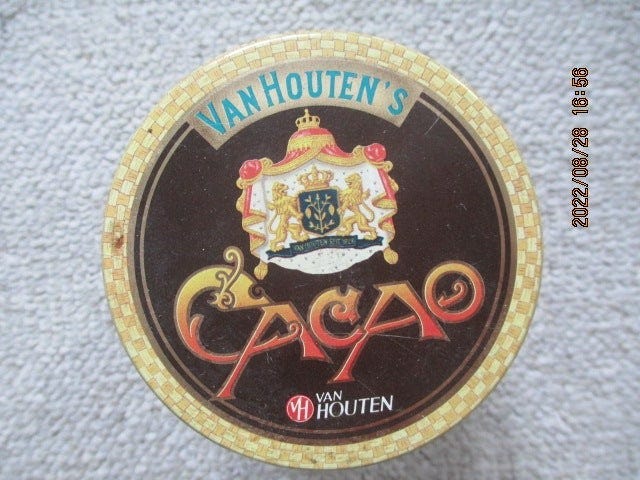 VAN HOUTEN'S
VAN HOUTEN SEIT 1828
CACAO
VH VAN
HOUTEN
2022/08/28 16:56